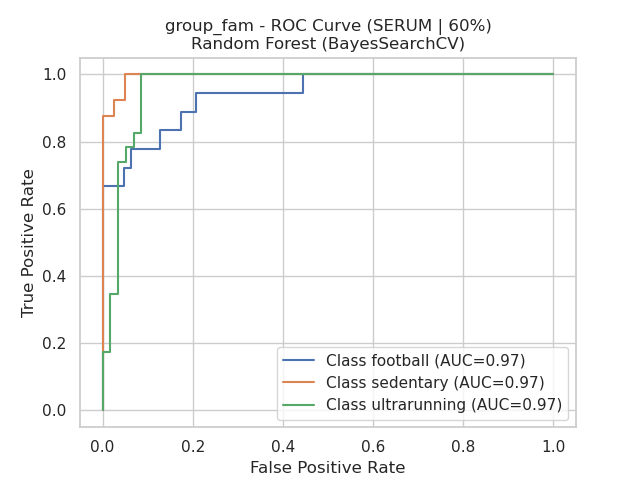 group_fam - ROC Curve (SERUM | 60%)
Random Forest (BayesSearchCV)
1.0
0.8
0.6
0.4
0.2
0.0
True Positive Rate
Class football (AUC=0.97)
Class sedentary (AUC=0.97)
Class ultrarunning (AUC=0.97)
0.0 0.2 0.4 0.6 0.8 1.0
False Positive Rate